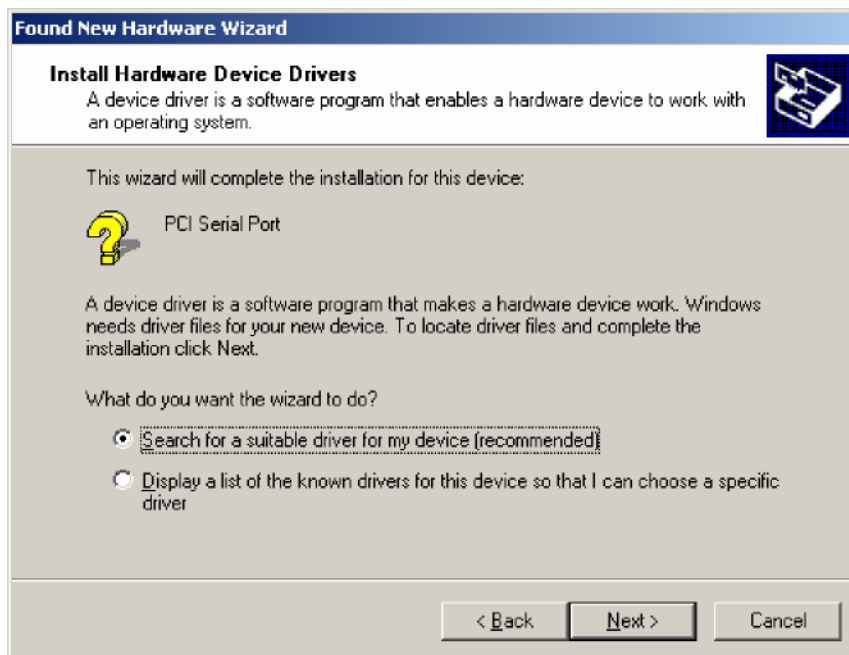 Found New Hardware Wizard
Install Hardware Device Drivers
A device driver is a software program that enables a hardware device to work with
an operating system.
This wizard will complete the installation for this device:
PCI Serial Port
A device driver is a software program that makes a hardware device work. Windows
needs driver files for your new device. To locate driver files and complete the
installation click Next.
What do you want the wizard to do?
Search for a suitable driver for my device (recommended)
Display a list of the known drivers for this device so that I can choose a specific
driver
< Back
Next >
Cancel